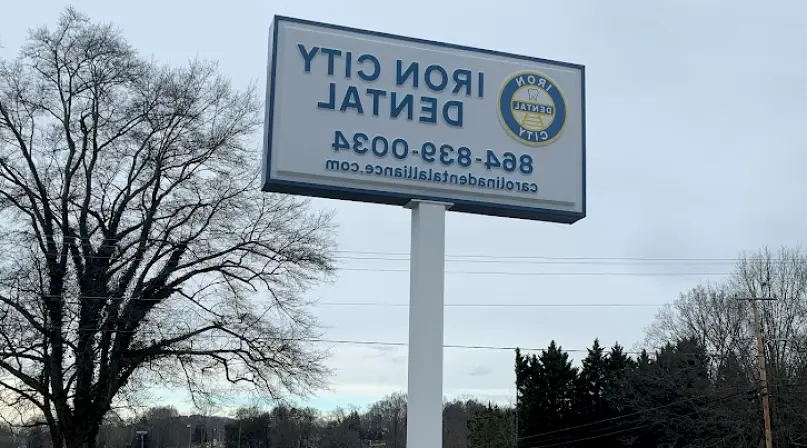 IRON
DENTAL
CITY
IRON CITY
DENTAL
864-839-0034
carolinadentalalliance.com